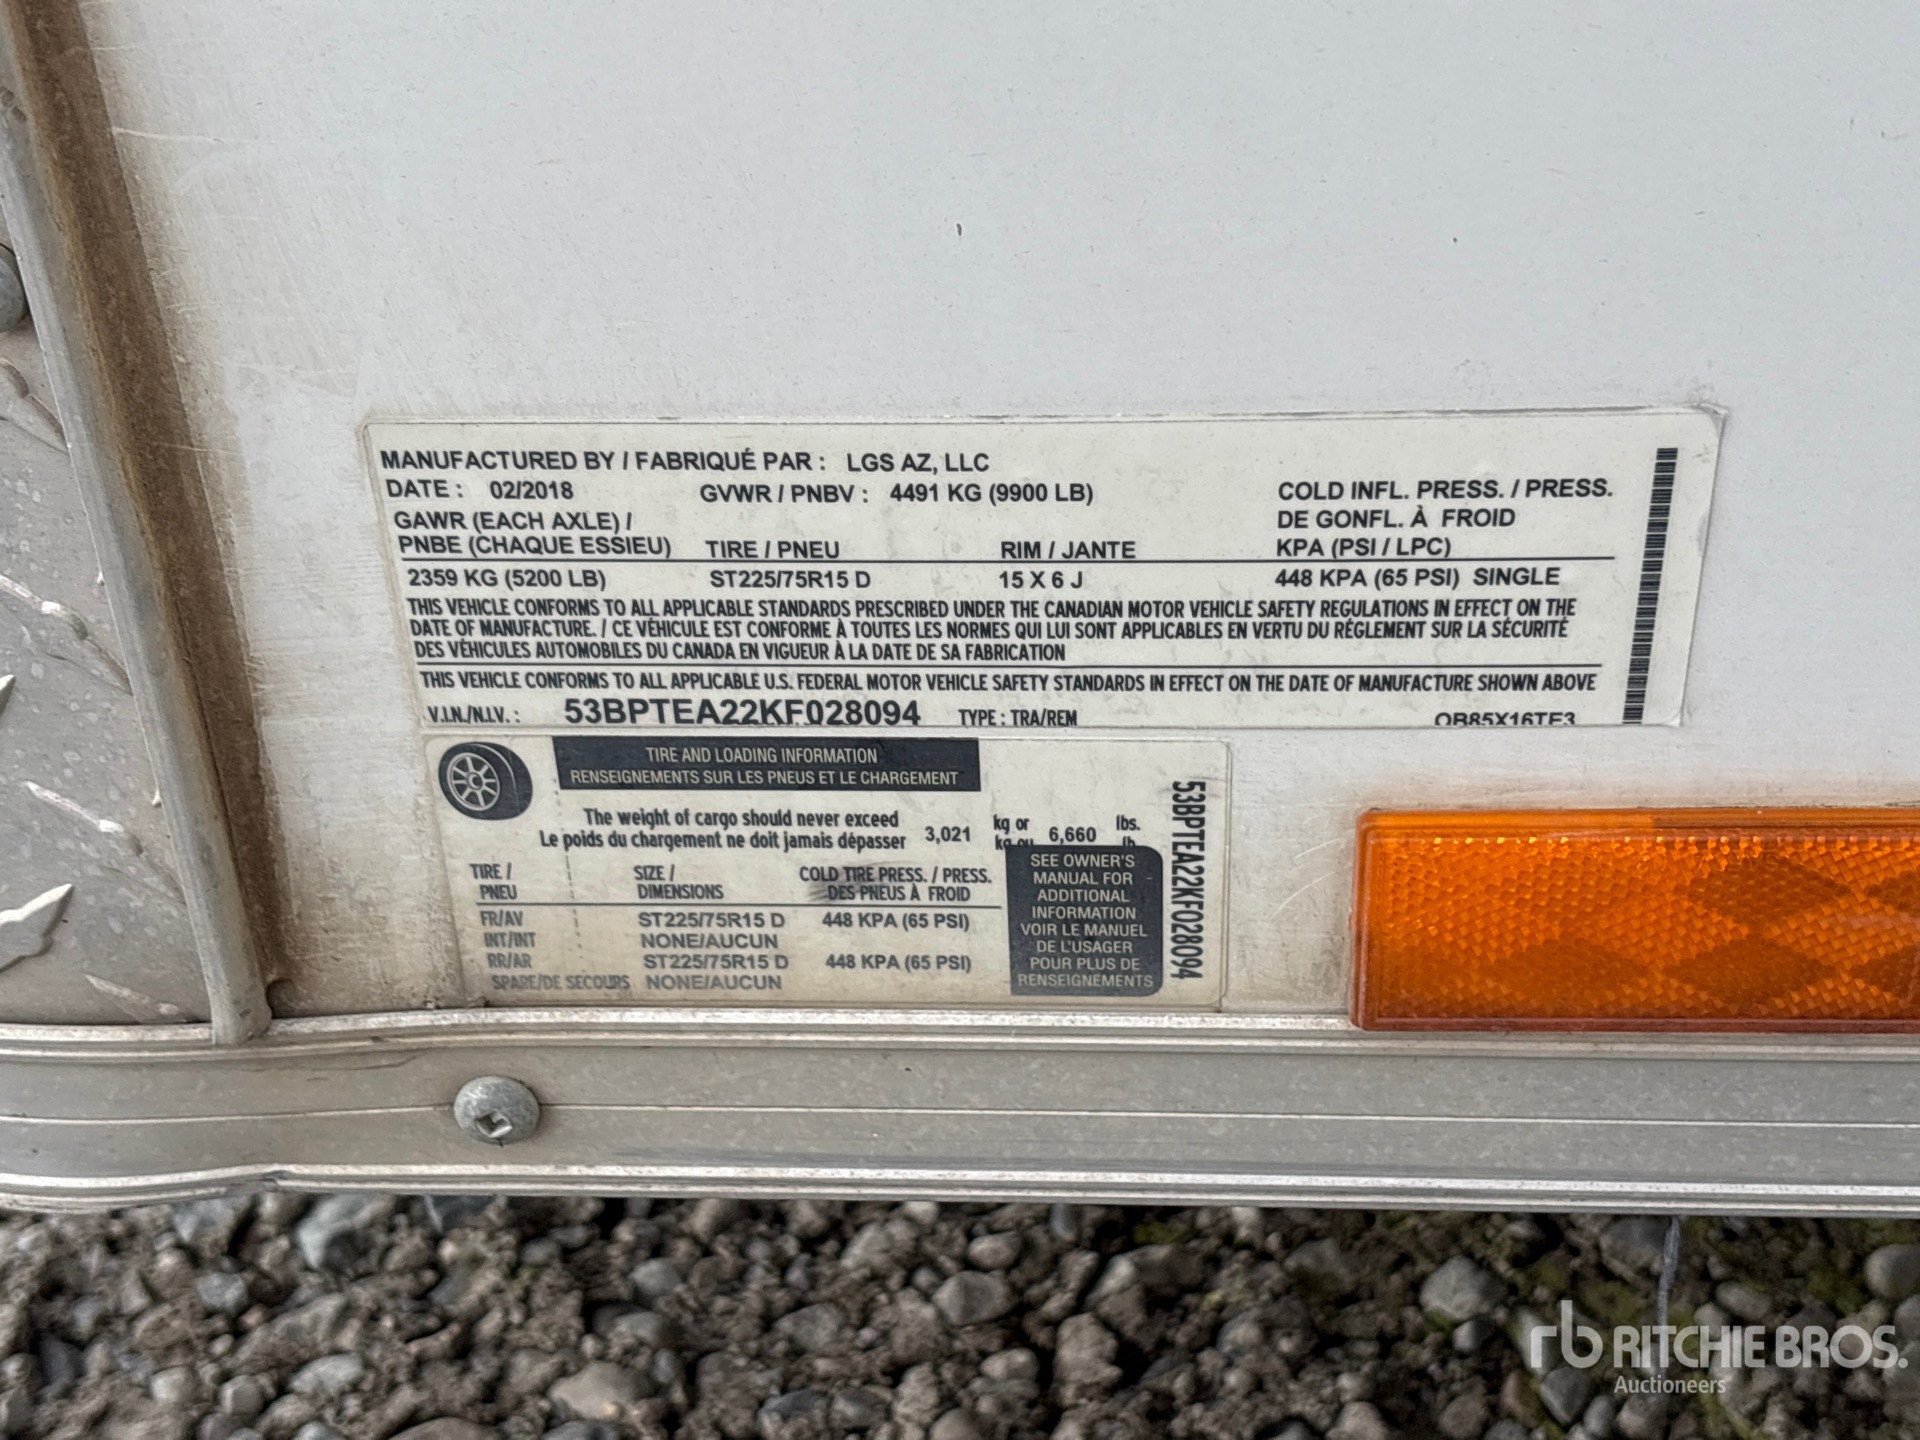 MANUFACTURED BY / FABRIQUÉ PAR : LGS AZ, LLC
DATE : 02/2018 GVWR / PNBV : 4491 KG (9900 LB)
COLD INFL. PRESS. / PRESS.
GAWR (EACH AXLE) / DE GONFL. À FROID
PNBE (CHAQUE ESSIEU) TIRE / PNEU RIM / JANTE KPA (PSI / LPC)
2359 KG (5200 LB) ST225/75R15 D 15 X 6 J 448 KPA (65 PSI) SINGLE
THIS VEHICLE CONFORMS TO ALL APPLICABLE STANDARDS PRESCRIBED UNDER THE CANADIAN MOTOR VEHICLE SAFETY REGULATIONS IN EFFECT ON THE
DATE OF MANUFACTURE. / CE VÉHICULE EST CONFORME À TOUTES LES NORMES QUI LUI SONT APPLICABLES EN VERTU DU RÉGLEMENT SUR LA SÉCURITÉ
DES VÉHICULES AUTOMOBILES DU CANADA EN VIGUEUR À LA DATE DE SA FABRICATION
THIS VEHICLE CONFORMS TO ALL APPLICABLE U.S. FEDERAL MOTOR VEHICLE SAFETY STANDARDS IN EFFECT ON THE DATE OF MANUFACTURE SHOWN ABOVE
V.I.N./N.I.V. : 53BPTEA22KF028094 TYPE : TRA/REM QB85X16TE3
TIRE AND LOADING INFORMATION
RENSEIGNEMENTS SUR LES PNEUS ET LE CHARGEMENT
The weight of cargo should never exceed kg or lbs.
Le poids du chargement ne doit jamais dépasser 3,021 kg ou 6,660 lb
TIRE / SIZE / COLD TIRE PRESS. / PRESS.
PNEU DIMENSIONS DES PNEUS À FROID
FR/AV ST225/75R15 D 448 KPA (65 PSI)
INT/INT NONE/AUCUN
RR/AR ST225/75R15 D 448 KPA (65 PSI)
SPARE/DE SECOURS NONE/AUCUN
SEE OWNER'S
MANUAL FOR
ADDITIONAL
INFORMATION
VOIR LE MANUEL
DE L'USAGER
POUR PLUS DE
RENSEIGNEMENTS
53BPTEA22KF028094
rb RITCHIE BROS.
Auctioneers